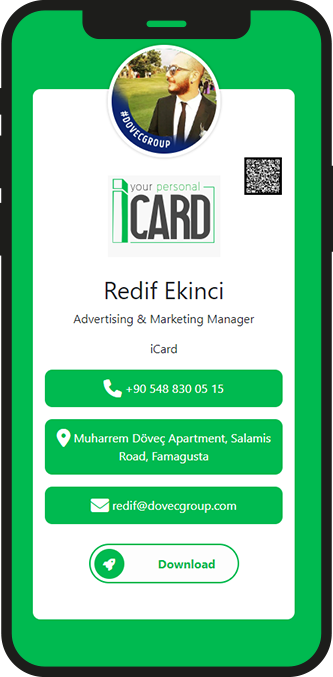 #DOVECGROUP
your personal
iCARD
Redif Ekinci
Advertising & Marketing Manager
iCard
+90 548 830 05 15
Muharrem Döveç Apartment, Salamis
Road, Famagusta
redif@dovecgroup.com
Download